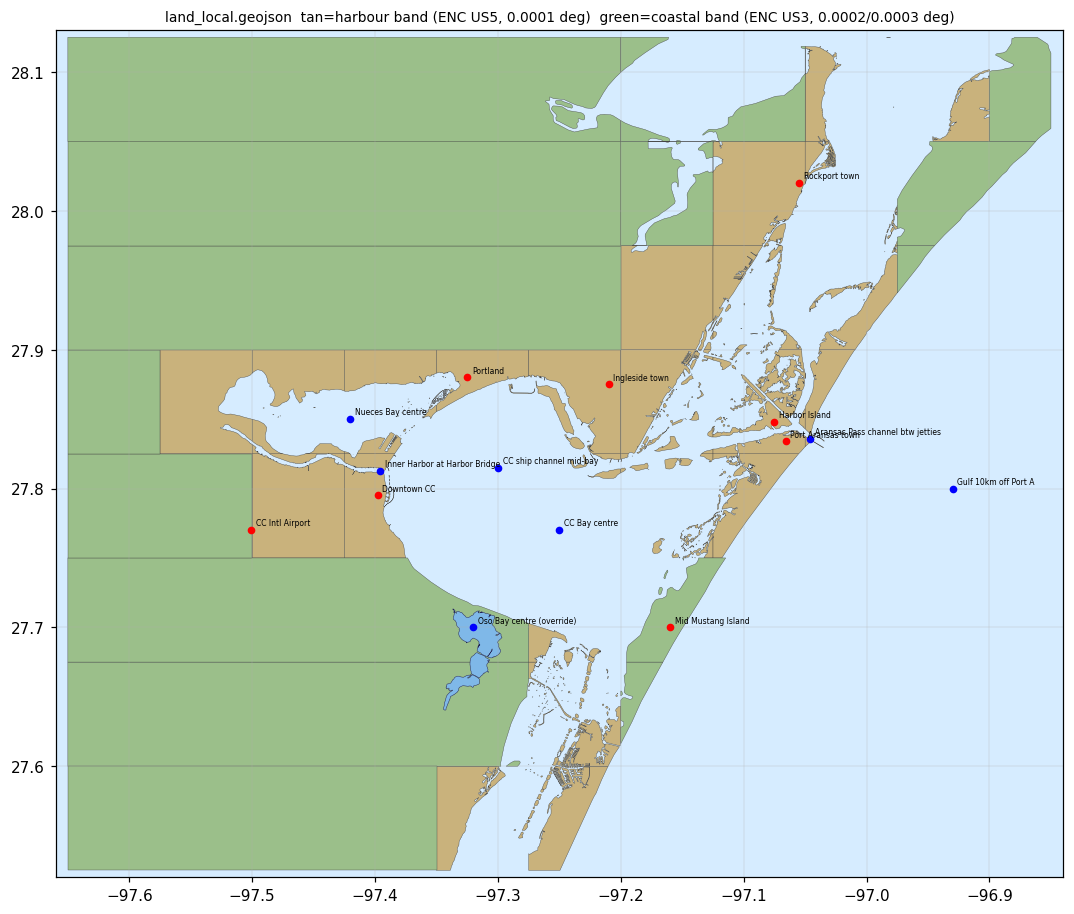 land_local.geojson  tan=harbour band (ENC US5, 0.0001 deg)  green=coastal band (ENC US3, 0.0002/0.0003 deg)
28.1
Rockport town
28.0
27.9
Portland
Ingleside town
Nueces Bay centre
Harbor Island
Aransas Pass channel btw jetties
Port Aransas town
Inner Harbor at Harbor Bridge
CC ship channel mid-bay
27.8
Downtown CC
Gulf 10km off Port A
CC Intl Airport
CC Bay centre
27.7
Oso Bay centre (override)
Mid Mustang Island
27.6
−97.6 −97.5 −97.4 −97.3 −97.2 −97.1 −97.0 −96.9